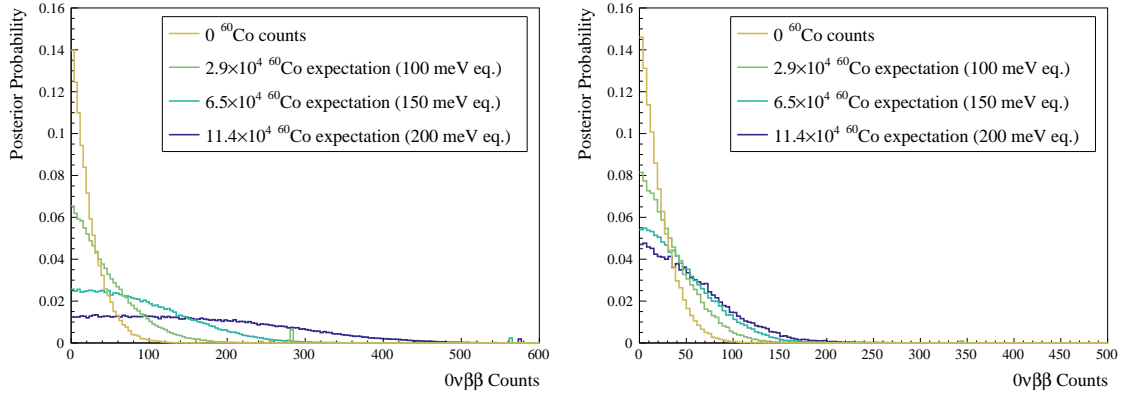 Posterior Probability
0.16
0.14
0.12
0.1
0.08
0.06
0.04
0.02
0
0 ⁶⁰Co counts
2.9×10⁴ ⁶⁰Co expectation (100 meV eq.)
6.5×10⁴ ⁶⁰Co expectation (150 meV eq.)
11.4×10⁴ ⁶⁰Co expectation (200 meV eq.)
0 100 200 300 400 500 600
0νββ Counts
Posterior Probability
0.16
0.14
0.12
0.1
0.08
0.06
0.04
0.02
0
0 ⁶⁰Co counts
2.9×10⁴ ⁶⁰Co expectation (100 meV eq.)
6.5×10⁴ ⁶⁰Co expectation (150 meV eq.)
11.4×10⁴ ⁶⁰Co expectation (200 meV eq.)
0 50 100 150 200 250 300 350 400 450 500
0νββ Counts